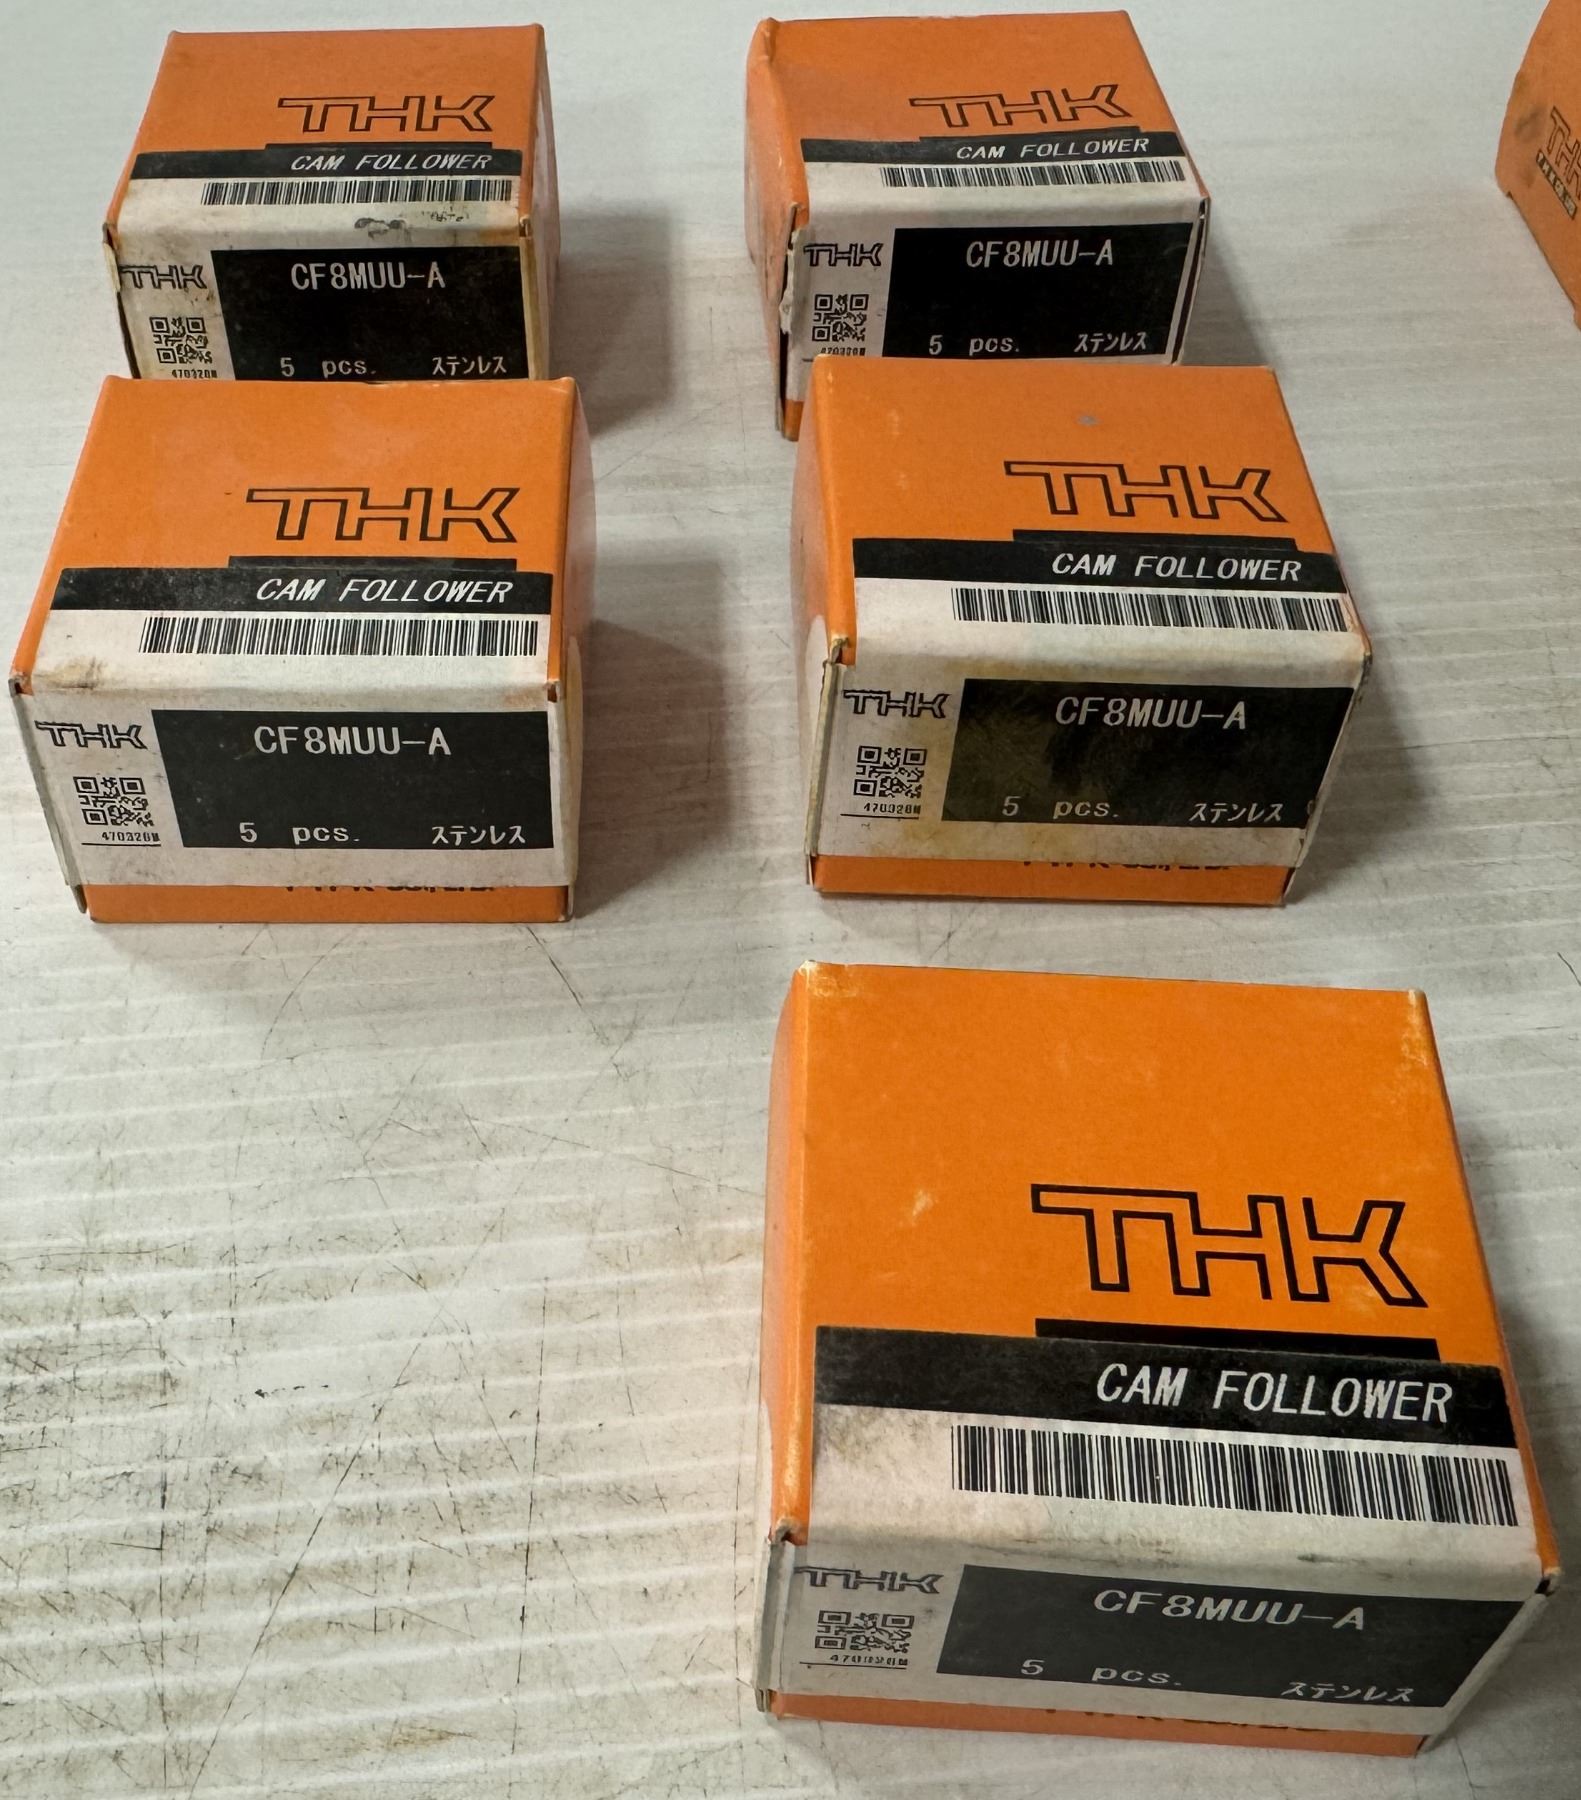 THK
CAM FOLLOWER
THK
CF8MUU-A
5 pcs. ステンレス
THK
CAM FOLLOWER
THK
CF8MUU-A
5 pcs. ステンレス
THK
THK
CAM FOLLOWER
THK
CF8MUU-A
5 pcs. ステンレス
THK
CAM FOLLOWER
THK
CF8MUU-A
5 pcs. ステンレス
THK
CAM FOLLOWER
THK
CF8MUU-A
5 pcs. ステンレス